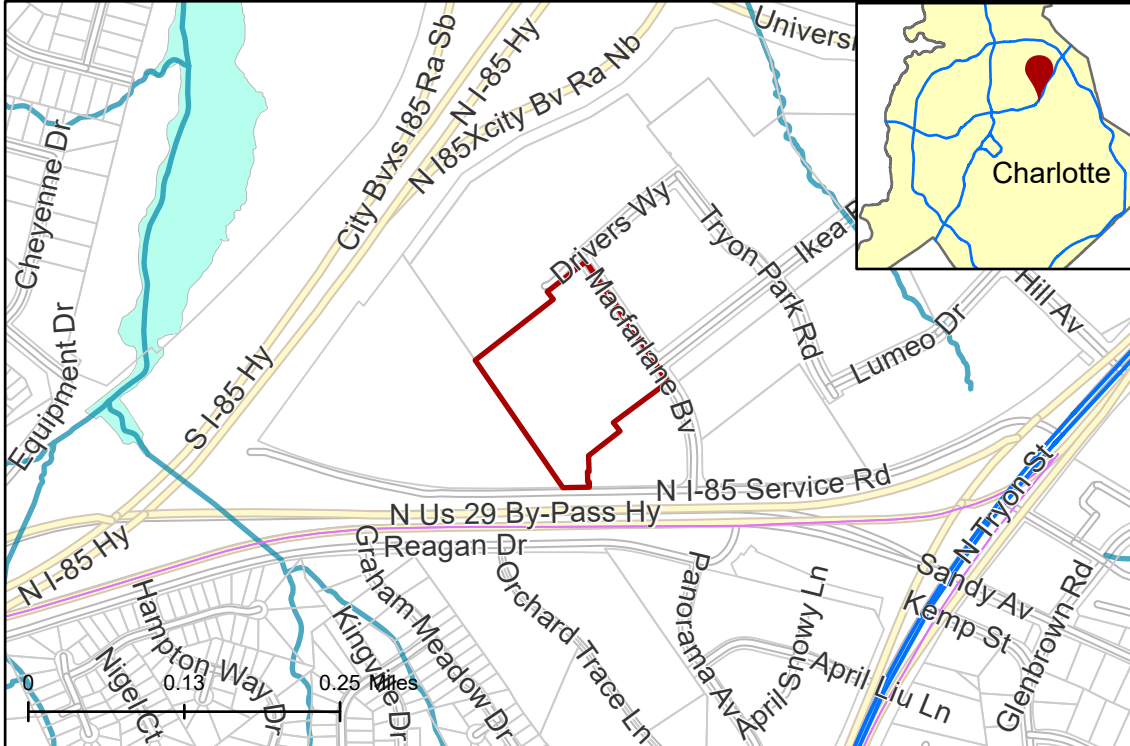 Universi
City Bvxs I85 Ra Sb
N I-85 Hy
N I85Xcity Bv Ra Nb
Charlotte
Cheyenne Dr
Drivers Wy
Tryon Park Rd
Ikea
Macfarlane Bv
Hill Av
Lumeo Dr
Equipment Dr
S I-85 Hy
N I-85 Service Rd
N Us 29 By-Pass Hy
Reagan Dr
N Tryon St
N I-85 Hy
Graham Meadow Dr
Orchard Trace Ln
Panorama Av
April Snowy Ln
Sandy Av
Kemp St
Glenbrown Rd
Hampton Way Dr
Kingville Dr
Nigel Ct
April Liu Ln
0 0.13 0.25 Miles